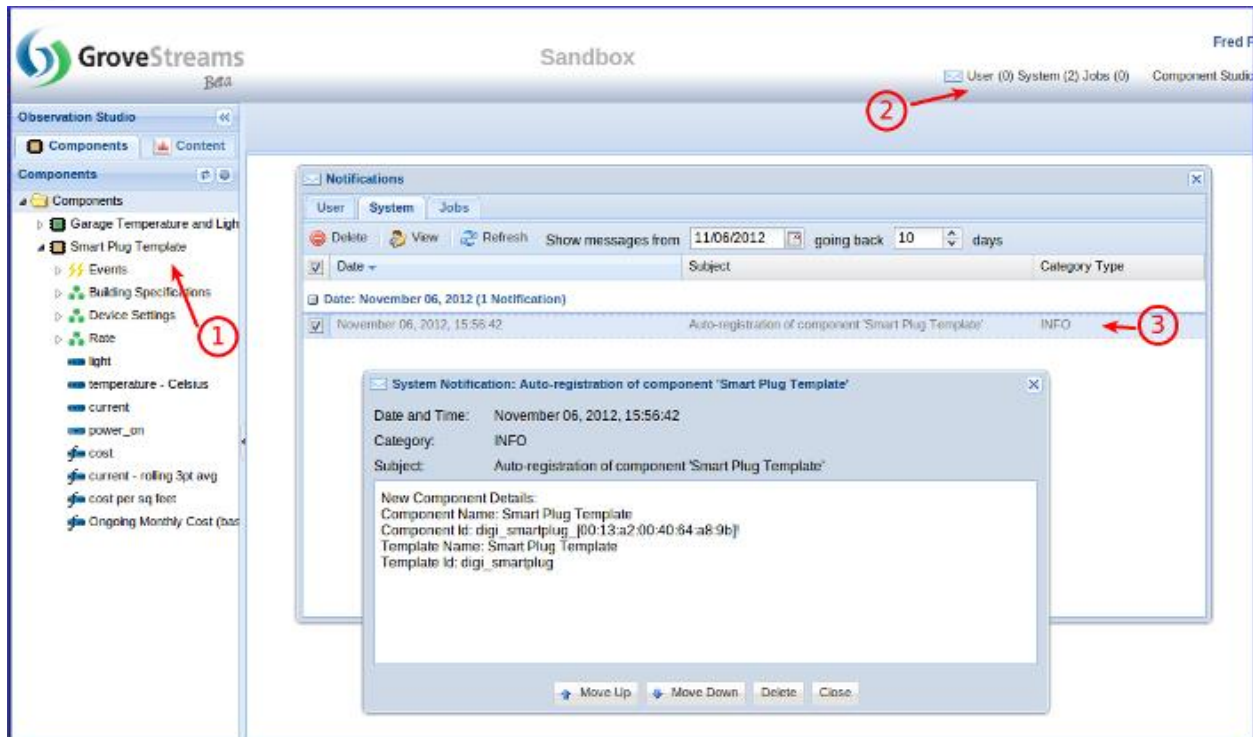 GroveStreams
Beta
Sandbox
Fred F
User (0) System (2) Jobs (0) Component Studio
2
Observation Studio
Components Content
Components
Components
Garage Temperature and Ligh
Smart Plug Template
Events
Building Specifications
Device Settings
Rate
1
light
temperature - Celsius
current
power_on
cost
current - rolling 3pt avg
cost per sq feet
Ongoing Monthly Cost (bas
Notifications
User System Jobs
Delete View Refresh Show messages from 11/06/2012 going back 10 days
Date Subject Category Type
Date: November 06, 2012 (1 Notification)
November 06, 2012, 15:56:42 Auto-registration of component 'Smart Plug Template' INFO
3
System Notification: Auto-registration of component 'Smart Plug Template'
Date and Time: November 06, 2012, 15:56:42
Category: INFO
Subject: Auto-registration of component 'Smart Plug Template'
New Component Details:
Component Name: Smart Plug Template
Component Id: digi_smartplug_[00:13:a2:00:40:64:a8:9b]!
Template Name: Smart Plug Template
Template Id: digi_smartplug
Move Up Move Down Delete Close